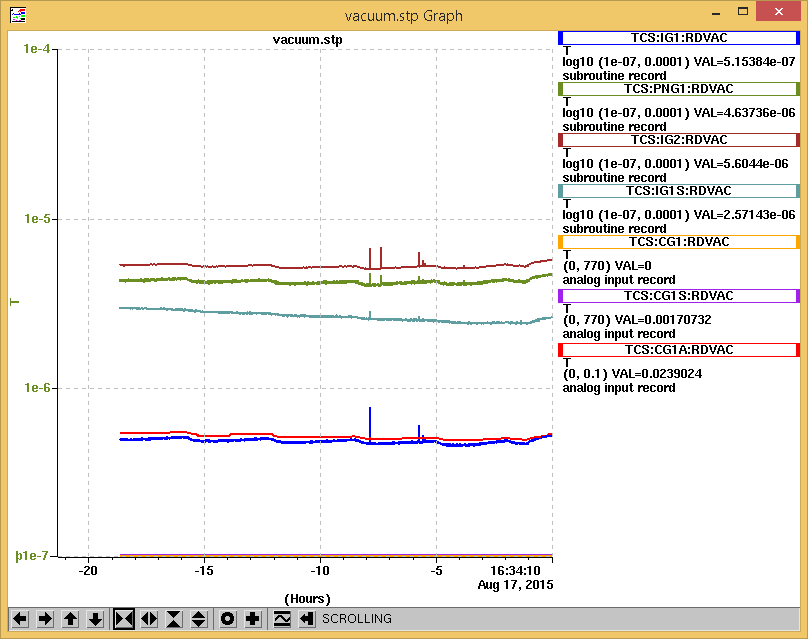 vacuum.stp Graph
vacuum.stp
1e-4
1e-5
T
1e-6
1e-7
-20
-15
-10
-5
16:34:10
Aug 17, 2015
(Hours)
TCS:IG1:RDVAC
T
log10 (1e-07, 0.0001) VAL=5.15384e-07
subroutine record
TCS:PNG1:RDVAC
T
log10 (1e-07, 0.0001) VAL=4.63736e-06
subroutine record
TCS:IG2:RDVAC
T
log10 (1e-07, 0.0001) VAL=5.6044e-06
subroutine record
TCS:IG1S:RDVAC
T
log10 (1e-07, 0.0001) VAL=2.57143e-06
subroutine record
TCS:CG1:RDVAC
T
(0, 770) VAL=0
analog input record
TCS:CG1S:RDVAC
T
(0, 770) VAL=0.00170732
analog input record
TCS:CG1A:RDVAC
T
(0, 0.1) VAL=0.0239024
analog input record
SCROLLING